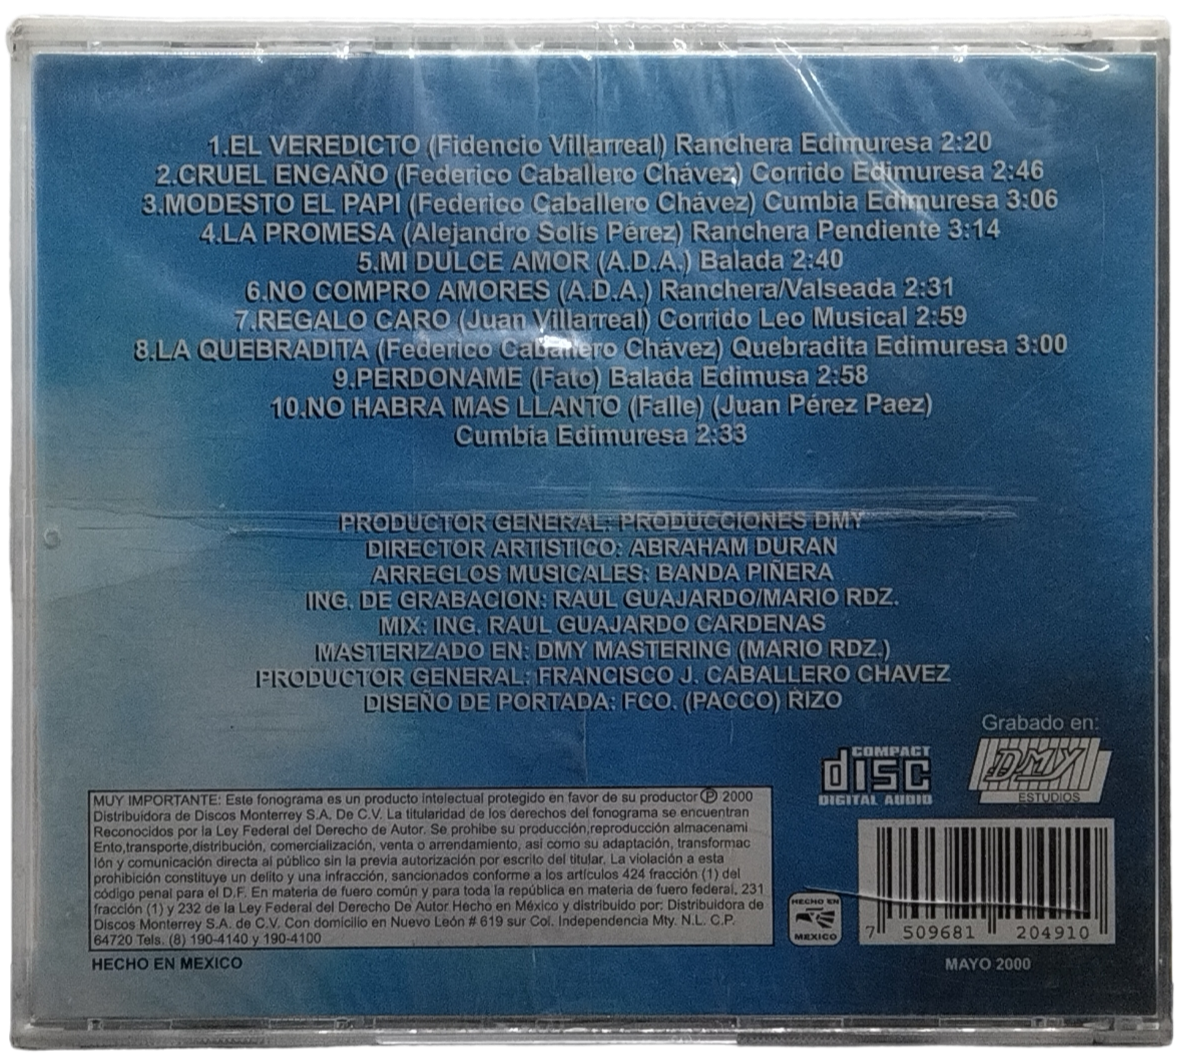 1.EL VEREDICTO (Fidencio Villarreal) Ranchera Edimuresa 2:20
2.CRUEL ENGAÑO (Federico Caballero Chávez) Corrido Edimuresa 2:46
3.MODESTO EL PAPI (Federico Caballero Chávez) Cumbia Edimuresa 3:06
4.LA PROMESA (Alejandro Solís Pérez) Ranchera Pendiente 3:14
5.MI DULCE AMOR (A.D.A.) Balada 2:40
6.NO COMPRO AMORES (A.D.A.) Ranchera/Valseada 2:31
7.REGALO CARO (Juan Villarreal) Corrido Leo Musical 2:59
8.LA QUEBRADITA (Federico Caballero Chávez) Quebradita Edimuresa 3:00
9.PERDONAME (Fato) Balada Edimusa 2:58
10.NO HABRA MAS LLANTO (Falle) (Juan Pérez Paez)
Cumbia Edimuresa 2:33
PRODUCTOR GENERAL: PRODUCCIONES DMY
DIRECTOR ARTISTICO: ABRAHAM DURAN
ARREGLOS MUSICALES: BANDA PIÑERA
ING. DE GRABACION: RAUL GUAJARDO/MARIO RDZ.
MIX: ING. RAUL GUAJARDO CARDENAS
MASTERIZADO EN: DMY MASTERING (MARIO RDZ.)
PRODUCTOR GENERAL: FRANCISCO J. CABALLERO CHAVEZ
DISEÑO DE PORTADA: FCO. (PACCO) RIZO
Grabado en:
COMPACT
disc
DIGITAL AUDIO
DMY
ESTUDIOS
MUY IMPORTANTE: Este fonograma es un producto intelectual protegido en favor de su productor Ⓟ 2000
Distribuidora de Discos Monterrey S.A. De C.V. La titularidad de los derechos del fonograma se encuentran
Reconocidos por la Ley Federal del Derecho de Autor. Se prohibe su producción,reproducción almacenami
Ento,transporte,distribución, comercialización, venta o arrendamiento, asi como su adaptación, transformac
Ión y comunicación directa al público sin la previa autorización por escrito del titular. La violación a esta
prohibición constituye un delito y una infracción, sancionados conforme a los artículos 424 fracción (1) del
código penal para el D.F. En materia de fuero común y para toda la república en materia de fuero federal. 231
fracción (1) y 232 de la Ley Federal del Derecho De Autor Hecho en México y distribuido por: Distribuidora de
Discos Monterrey S.A. de C.V. Con domicilio en Nuevo León # 619 sur Col. Independencia Mty. N.L. C.P.
64720 Tels. (8) 190-4140 y 190-4100
HECHO EN
MEXICO
7 509681 204910
HECHO EN MEXICO
MAYO 2000